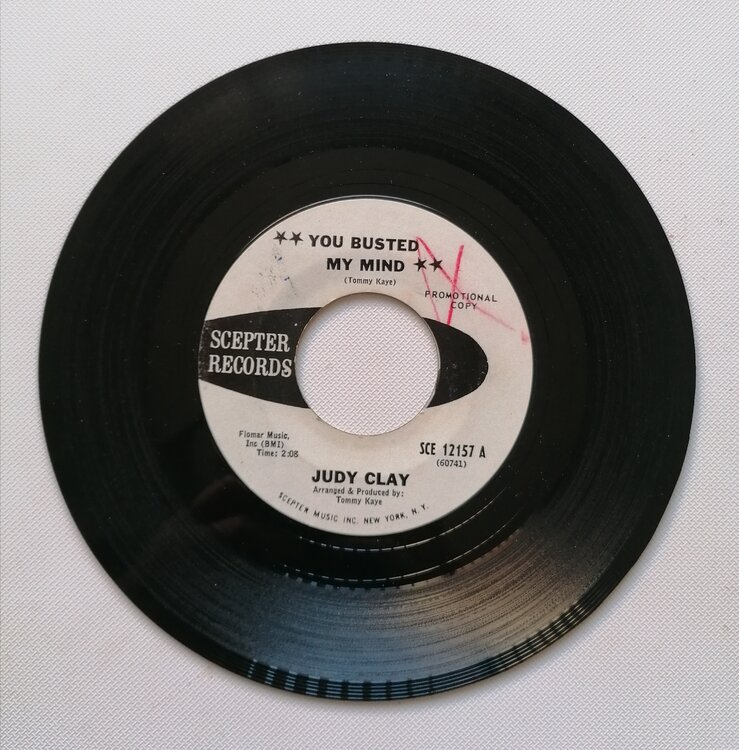 ★★ YOU BUSTED
MY MIND ★★
(Tommy Kaye)
PROMOTIONAL
COPY
SCEPTER
RECORDS
Flomar Music,
Inc (BMI)
Time: 2:08
SCE 12157 A
(60741)
JUDY CLAY
Arranged & Produced by:
Tommy Kaye
SCEPTER MUSIC INC. NEW YORK, N.Y.